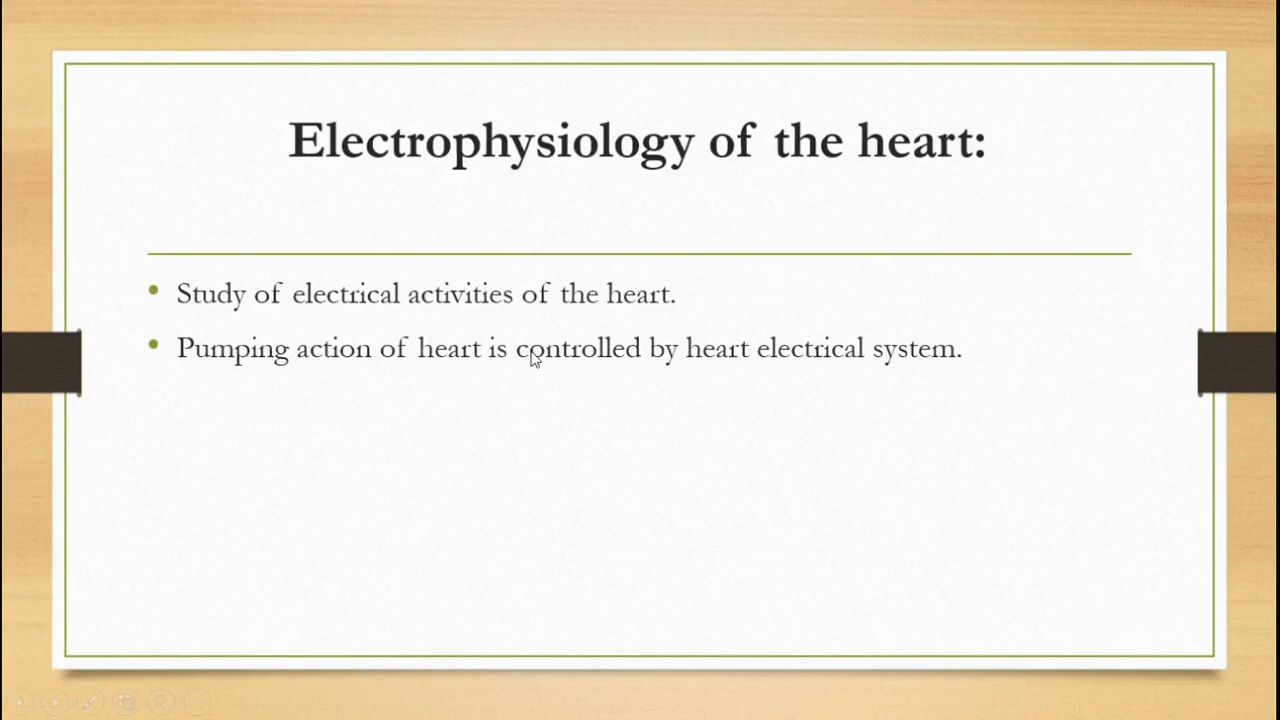 Electrophysiology of the heart:
• Study of electrical activities of the heart.
• Pumping action of heart is controlled by heart electrical system.